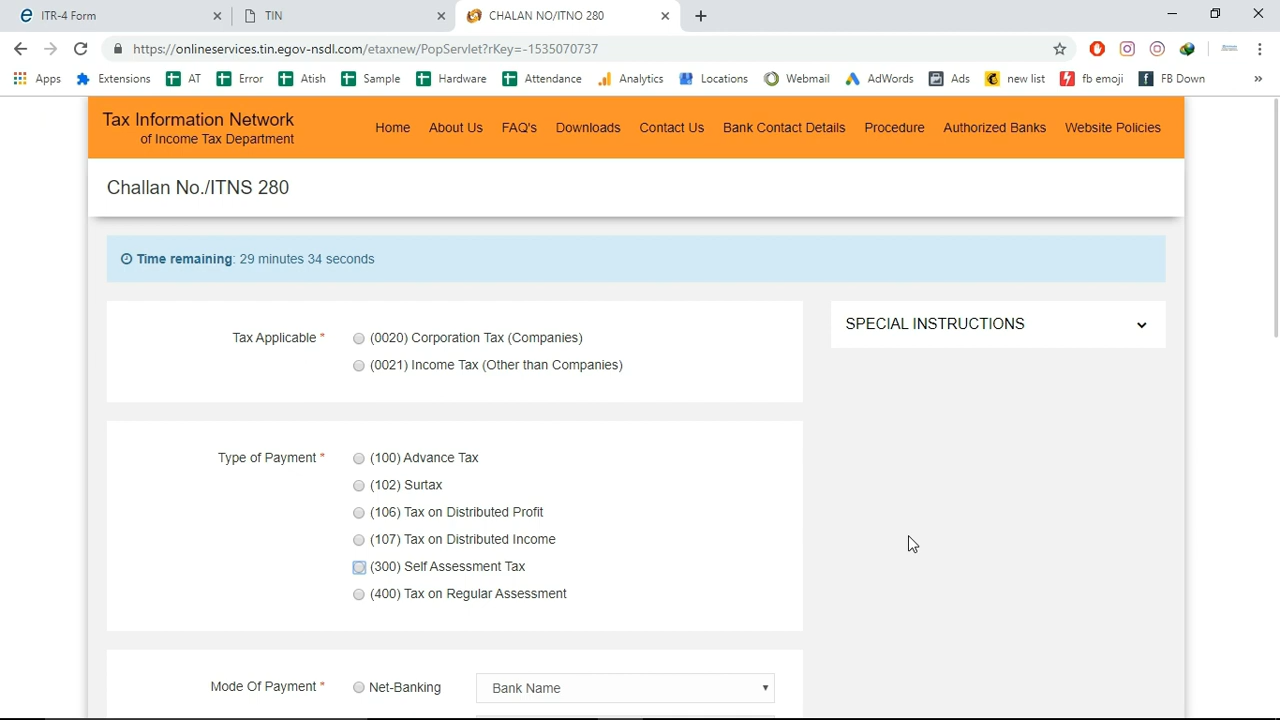 ITR-4 Form
TIN
CHALAN NO/ITNO 280
https://onlineservices.tin.egov-nsdl.com/etaxnew/PopServlet?rKey=-1535070737
Apps Extensions AT Error Atish Sample Hardware Attendance Analytics Locations Webmail AdWords Ads new list fb emoji FB Down »
Tax Information Network
of Income Tax Department
Home About Us FAQ's Downloads Contact Us Bank Contact Details Procedure Authorized Banks Website Policies
Challan No./ITNS 280
Time remaining: 29 minutes 34 seconds
Tax Applicable * (0020) Corporation Tax (Companies)
(0021) Income Tax (Other than Companies)
SPECIAL INSTRUCTIONS
Type of Payment * (100) Advance Tax
(102) Surtax
(106) Tax on Distributed Profit
(107) Tax on Distributed Income
(300) Self Assessment Tax
(400) Tax on Regular Assessment
Mode Of Payment * Net-Banking Bank Name